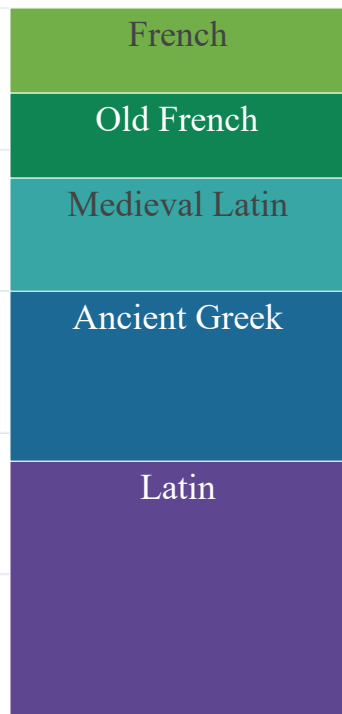 French
Old French
Medieval Latin
Ancient Greek
Latin